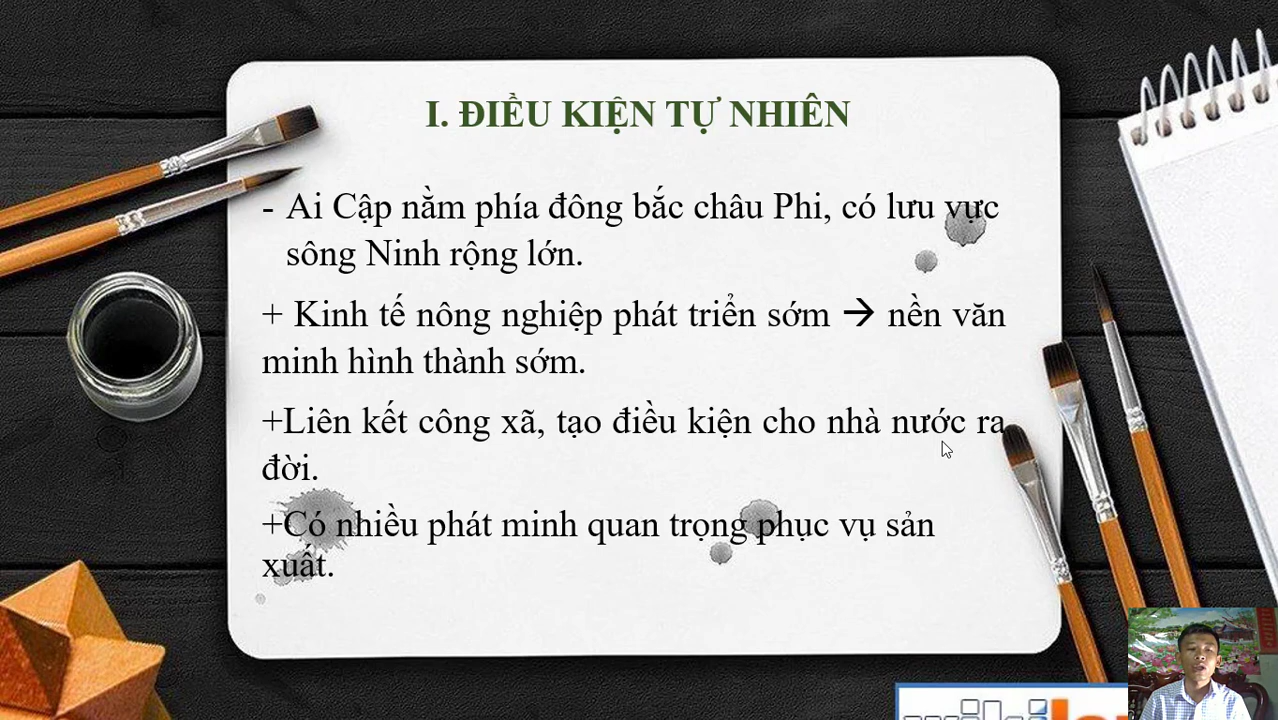 I. ĐIỀU KIỆN TỰ NHIÊN
- Ai Cập nằm phía đông bắc châu Phi, có lưu vực
sông Ninh rộng lớn.
+ Kinh tế nông nghiệp phát triển sớm → nền văn
minh hình thành sớm.
+Liên kết công xã, tạo điều kiện cho nhà nước ra
đời.
+Có nhiều phát minh quan trọng phục vụ sản
xuất.